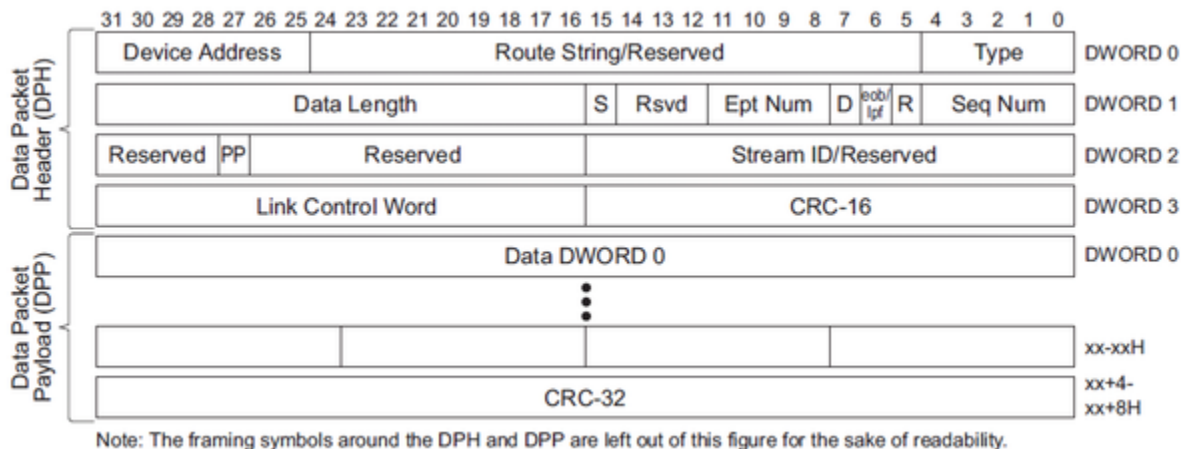 31 30 29 28 27 26 25 24 23 22 21 20 19 18 17 16 15 14 13 12 11 10 9 8 7 6 5 4 3 2 1 0
Data Packet
Header (DPH)
Device Address Route String/Reserved Type DWORD 0
Data Length S Rsvd Ept Num D eob/ lpf R Seq Num DWORD 1
Reserved PP Reserved Stream ID/Reserved DWORD 2
Link Control Word CRC-16 DWORD 3
Data Packet
Payload (DPP)
Data DWORD 0 DWORD 0
xx-xxH
CRC-32 xx+4-
xx+8H
Note: The framing symbols around the DPH and DPP are left out of this figure for the sake of readability.